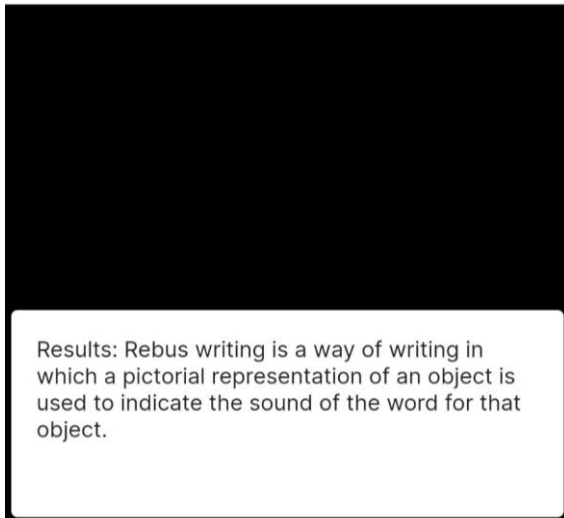 Results: Rebus writing is a way of writing in
which a pictorial representation of an object is
used to indicate the sound of the word for that
object.